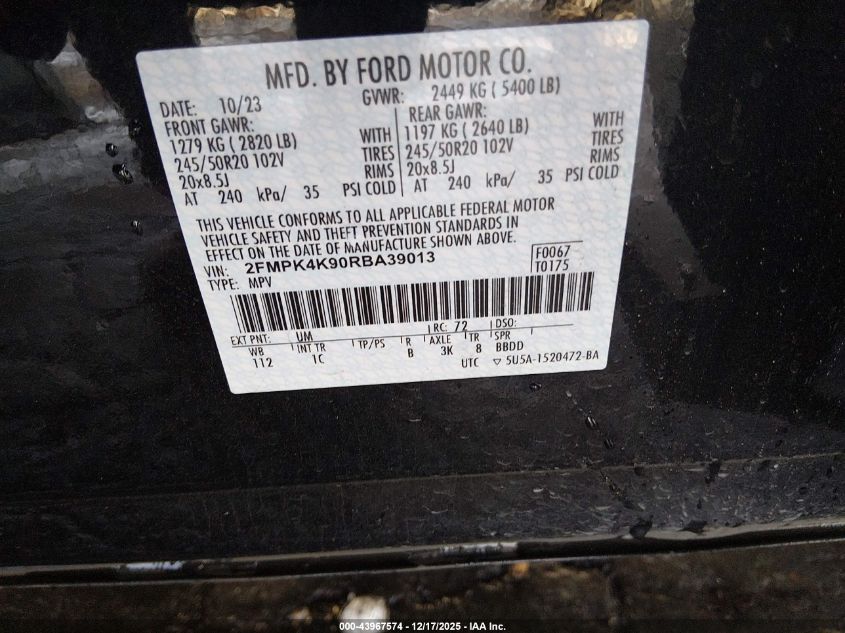 MFD. BY FORD MOTOR CO.
DATE: 10/23 GVWR: 2449 KG ( 5400 LB)
FRONT GAWR: REAR GAWR:
1279 KG ( 2820 LB) WITH 1197 KG ( 2640 LB) WITH
245/50R20 102V TIRES 245/50R20 102V TIRES
20x8.5J RIMS 20x8.5J RIMS
AT 240 kPa/ 35 PSI COLD AT 240 kPa/ 35 PSI COLD
THIS VEHICLE CONFORMS TO ALL APPLICABLE FEDERAL MOTOR
VEHICLE SAFETY AND THEFT PREVENTION STANDARDS IN
EFFECT ON THE DATE OF MANUFACTURE SHOWN ABOVE.
VIN: 2FMPK4K90RBA39013 F0067
TYPE: MPV T0175
EXT PNT: UM RC: 72 DSO:
WB INT TR TP/PS R AXLE TR SPR
112 1C B 3K 8 BBDD
UTC ▽ 5U5A-1520472-BA
000-43967574 — 12/17/2025 — IAA Inc.